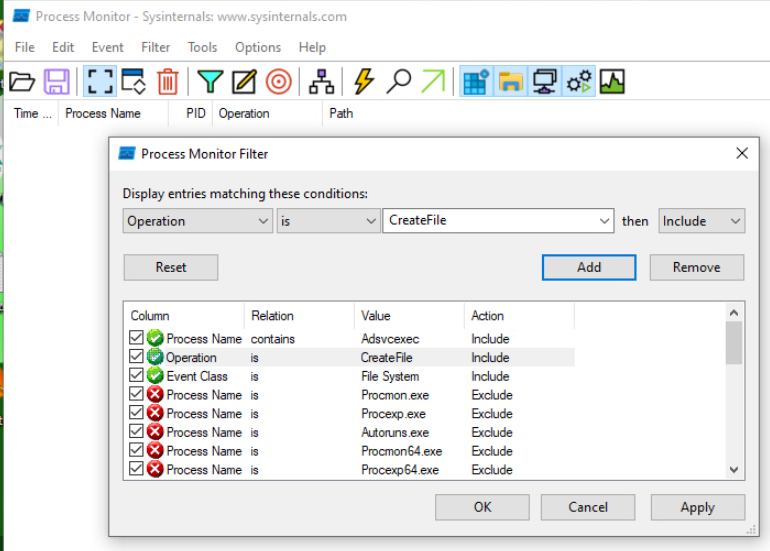 Process Monitor - Sysinternals: www.sysinternals.com
File Edit Event Filter Tools Options Help
Time ... Process Name PID Operation Path
Process Monitor Filter
Display entries matching these conditions:
Operation is CreateFile then Include
Reset Add Remove
Column Relation Value Action
Process Name contains Adsvcexec Include
Operation is CreateFile Include
Event Class is File System Include
Process Name is Procmon.exe Exclude
Process Name is Procexp.exe Exclude
Process Name is Autoruns.exe Exclude
Process Name is Procmon64.exe Exclude
Process Name is Procexp64.exe Exclude
OK Cancel Apply